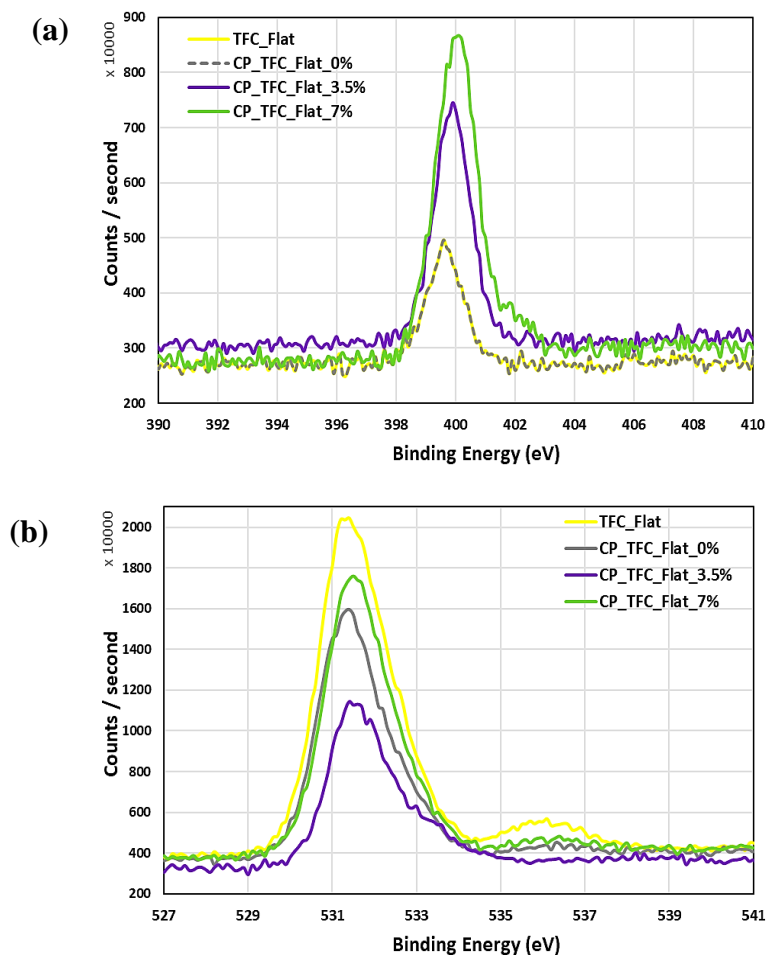 (a)
x 10000
Counts / second
900
800
700
600
500
400
300
200
TFC_Flat
CP_TFC_Flat_0%
CP_TFC_Flat_3.5%
CP_TFC_Flat_7%
390 392 394 396 398 400 402 404 406 408 410
Binding Energy (eV)
(b)
x 10000
Counts / second
2000
1800
1600
1400
1200
1000
800
600
400
200
TFC_Flat
CP_TFC_Flat_0%
CP_TFC_Flat_3.5%
CP_TFC_Flat_7%
527 529 531 533 535 537 539 541
Binding Energy (eV)